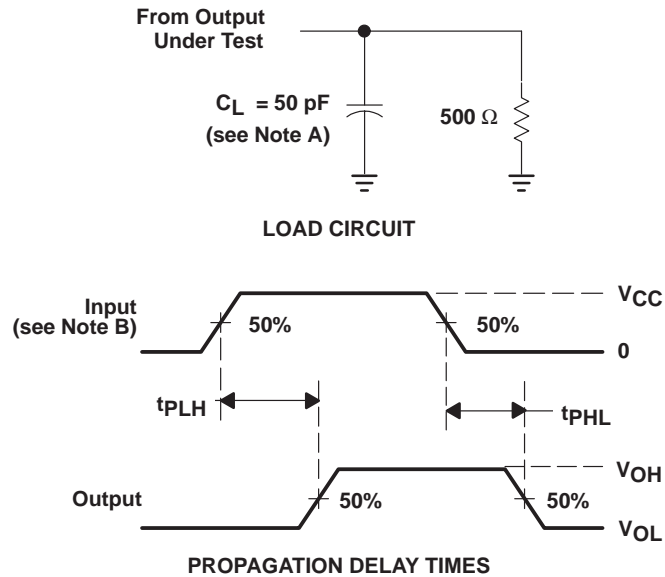 From Output
Under Test
CL = 50 pF
(see Note A)
500 Ω
LOAD CIRCUIT
Input
(see Note B)
50%
50%
VCC
0
tPLH
tPHL
Output
50%
50%
VOH
VOL
PROPAGATION DELAY TIMES